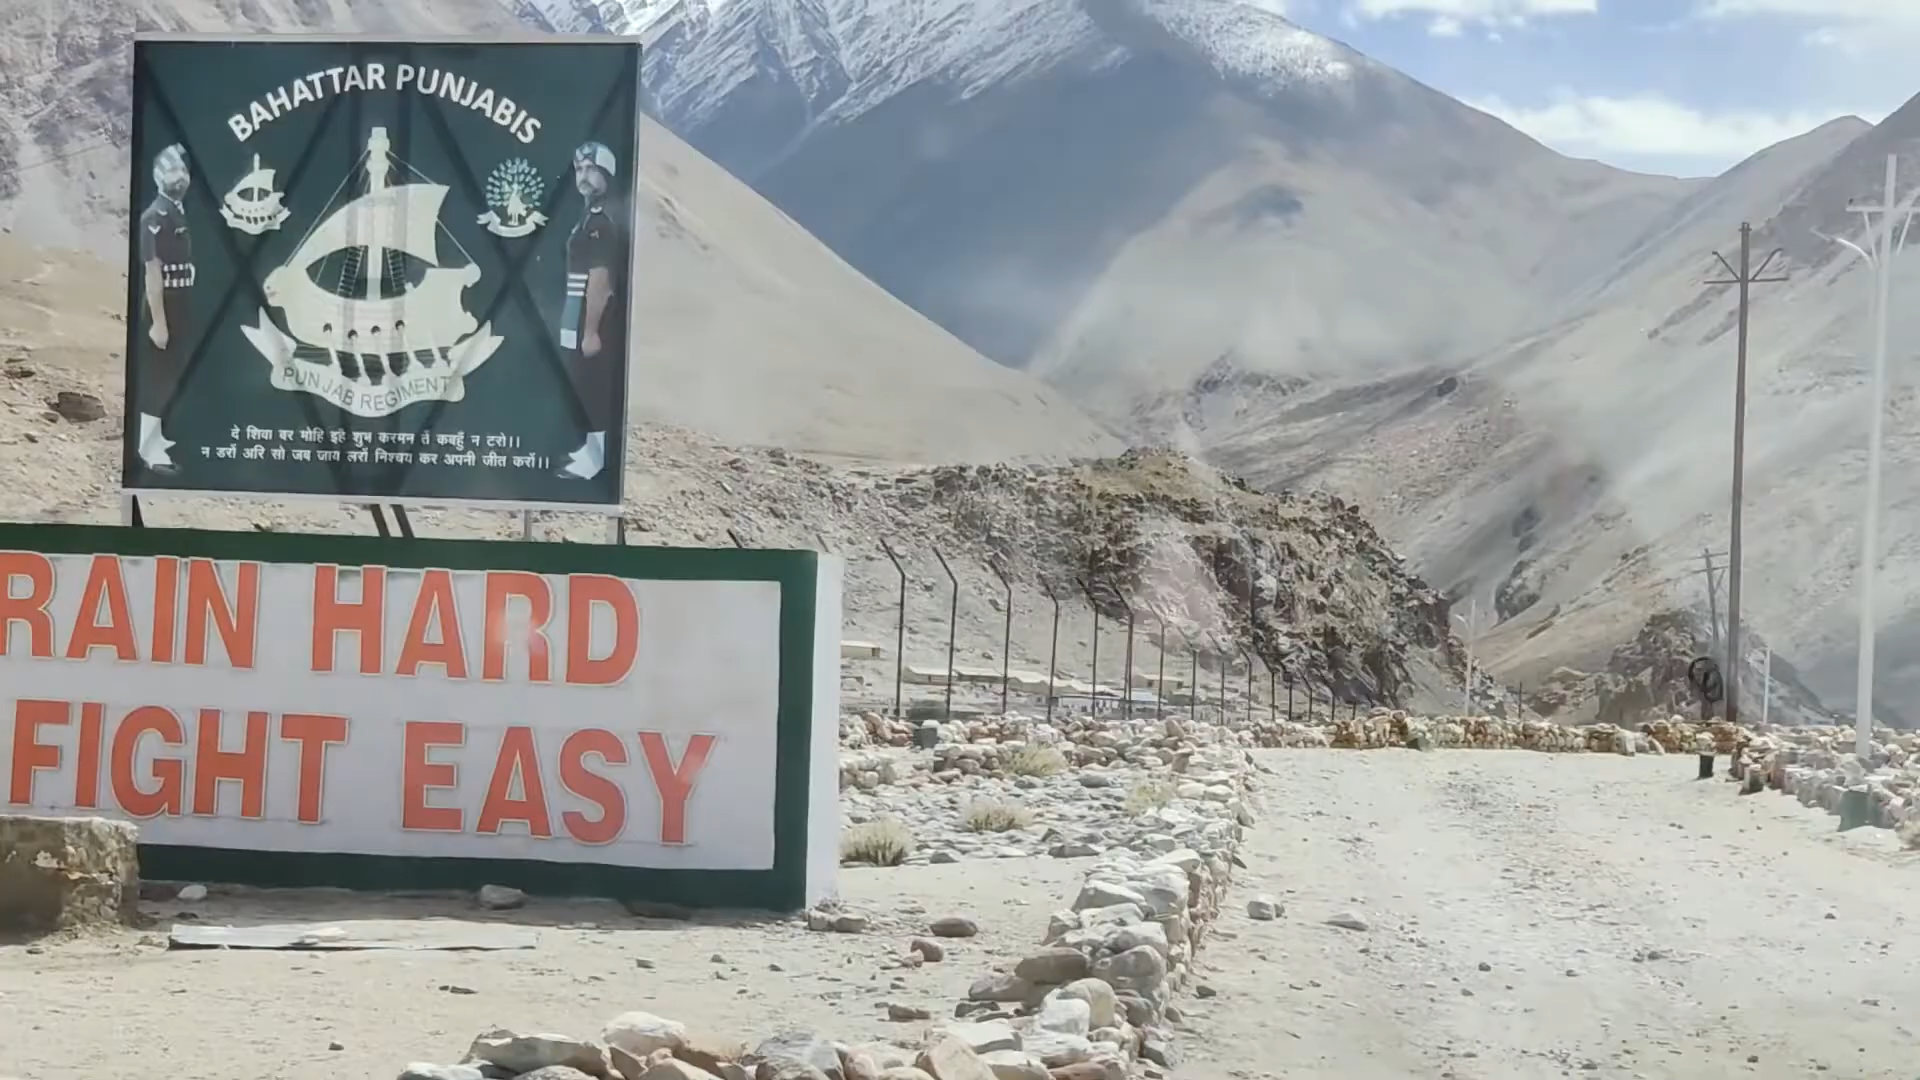 BAHATTAR PUNJABIS
PUNJAB REGIMENT
दे शिवा बर मोहि इहे शुभ करमन तें कबहुँ न टरो।।
न डरों अरि सो जब जाय लरों निश्चय कर अपनी जीत करों।।
RAIN HARD
FIGHT EASY